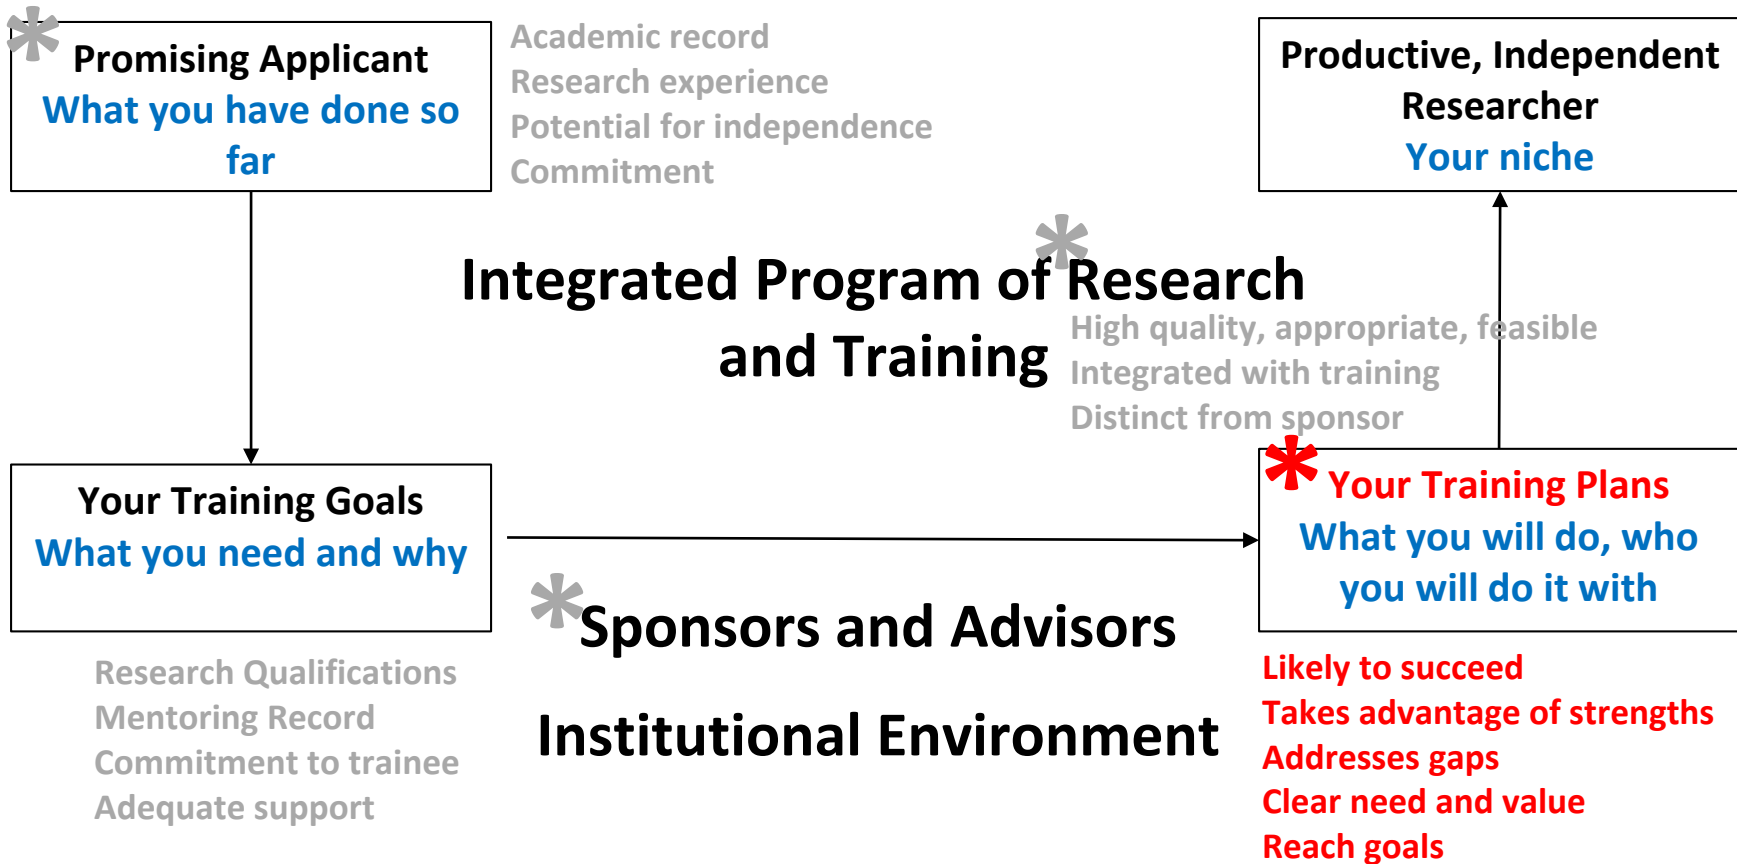 *
Promising Applicant
What you have done so
far
Academic record
Research experience
Potential for independence
Commitment
Productive, Independent
Researcher
Your niche
*
Integrated Program of Research
and Training
High quality, appropriate, feasible
Integrated with training
Distinct from sponsor
Your Training Goals
What you need and why
*
Your Training Plans
What you will do, who
you will do it with
*
Sponsors and Advisors
Institutional Environment
Research Qualifications
Mentoring Record
Commitment to trainee
Adequate support
Likely to succeed
Takes advantage of strengths
Addresses gaps
Clear need and value
Reach goals